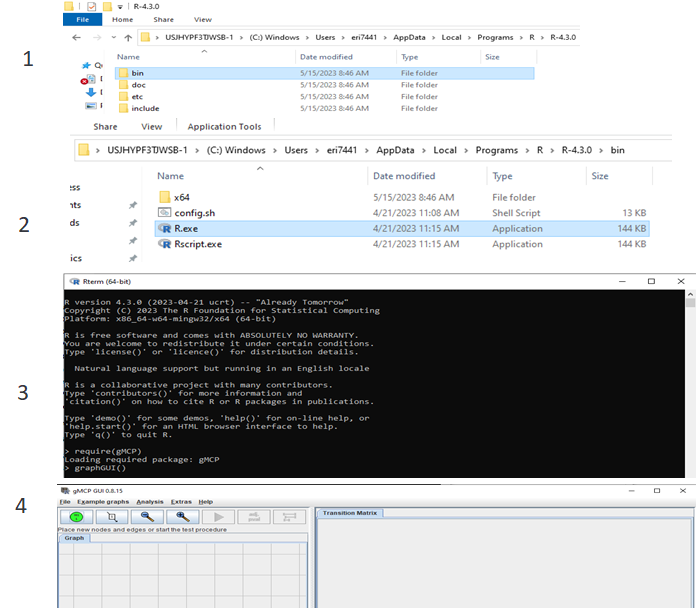 R-4.3.0
File Home Share View
1
USJHYPF3TJWSB-1 > (C:) Windows > Users > eri7441 > AppData > Local > Programs > R > R-4.3.0
Name Date modified Type Size
bin 5/15/2023 8:46 AM File folder
doc 5/15/2023 8:46 AM File folder
etc 5/15/2023 8:46 AM File folder
include 5/15/2023 8:46 AM File folder
Share View Application Tools
USJHYPF3TJWSB-1 > (C:) Windows > Users > eri7441 > AppData > Local > Programs > R > R-4.3.0 > bin
Name Date modified Type Size
ess
x64 5/15/2023 8:46 AM File folder
nts
config.sh 4/21/2023 11:08 AM Shell Script 13 KB
2
ds
R.exe 4/21/2023 11:15 AM Application 144 KB
Rscript.exe 4/21/2023 11:15 AM Application 144 KB
ics
Rterm (64-bit)
R version 4.3.0 (2023-04-21 ucrt) -- "Already Tomorrow"
Copyright (C) 2023 The R Foundation for Statistical Computing
Platform: x86_64-w64-mingw32/x64 (64-bit)
R is free software and comes with ABSOLUTELY NO WARRANTY.
You are welcome to redistribute it under certain conditions.
Type 'license()' or 'licence()' for distribution details.
Natural language support but running in an English locale
3
R is a collaborative project with many contributors.
Type 'contributors()' for more information and
'citation()' on how to cite R or R packages in publications.
Type 'demo()' for some demos, 'help()' for on-line help, or
'help.start()' for an HTML browser interface to help.
Type 'q()' to quit R.
> require(gMCP)
Loading required package: gMCP
> graphGUI()
4
gMCP GUI 0.8.15
File Example graphs Analysis Extras Help
Place new nodes and edges or start the test procedure
Graph
Transition Matrix